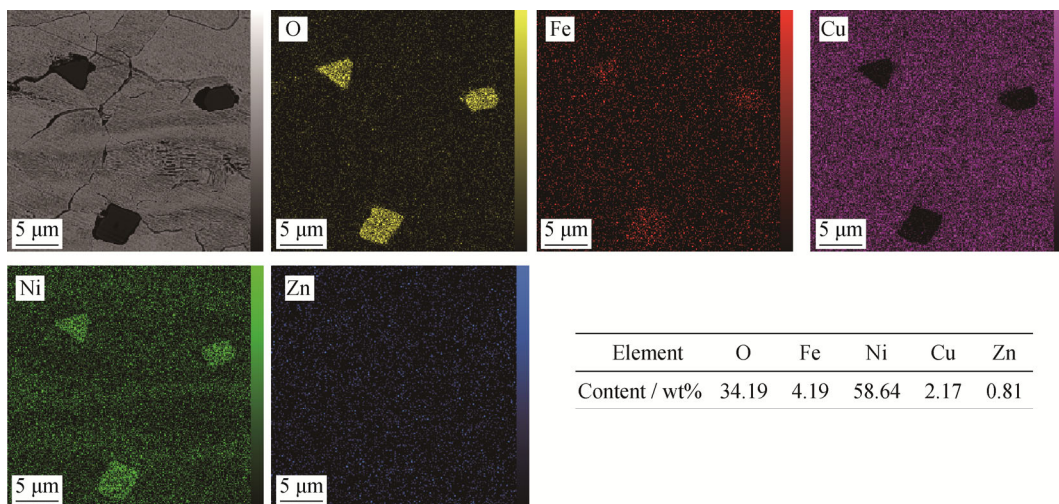 5 μm
O
5 μm
Fe
5 μm
Cu
5 μm
Ni
5 μm
Zn
5 μm
Element O Fe Ni Cu Zn
Content / wt% 34.19 4.19 58.64 2.17 0.81